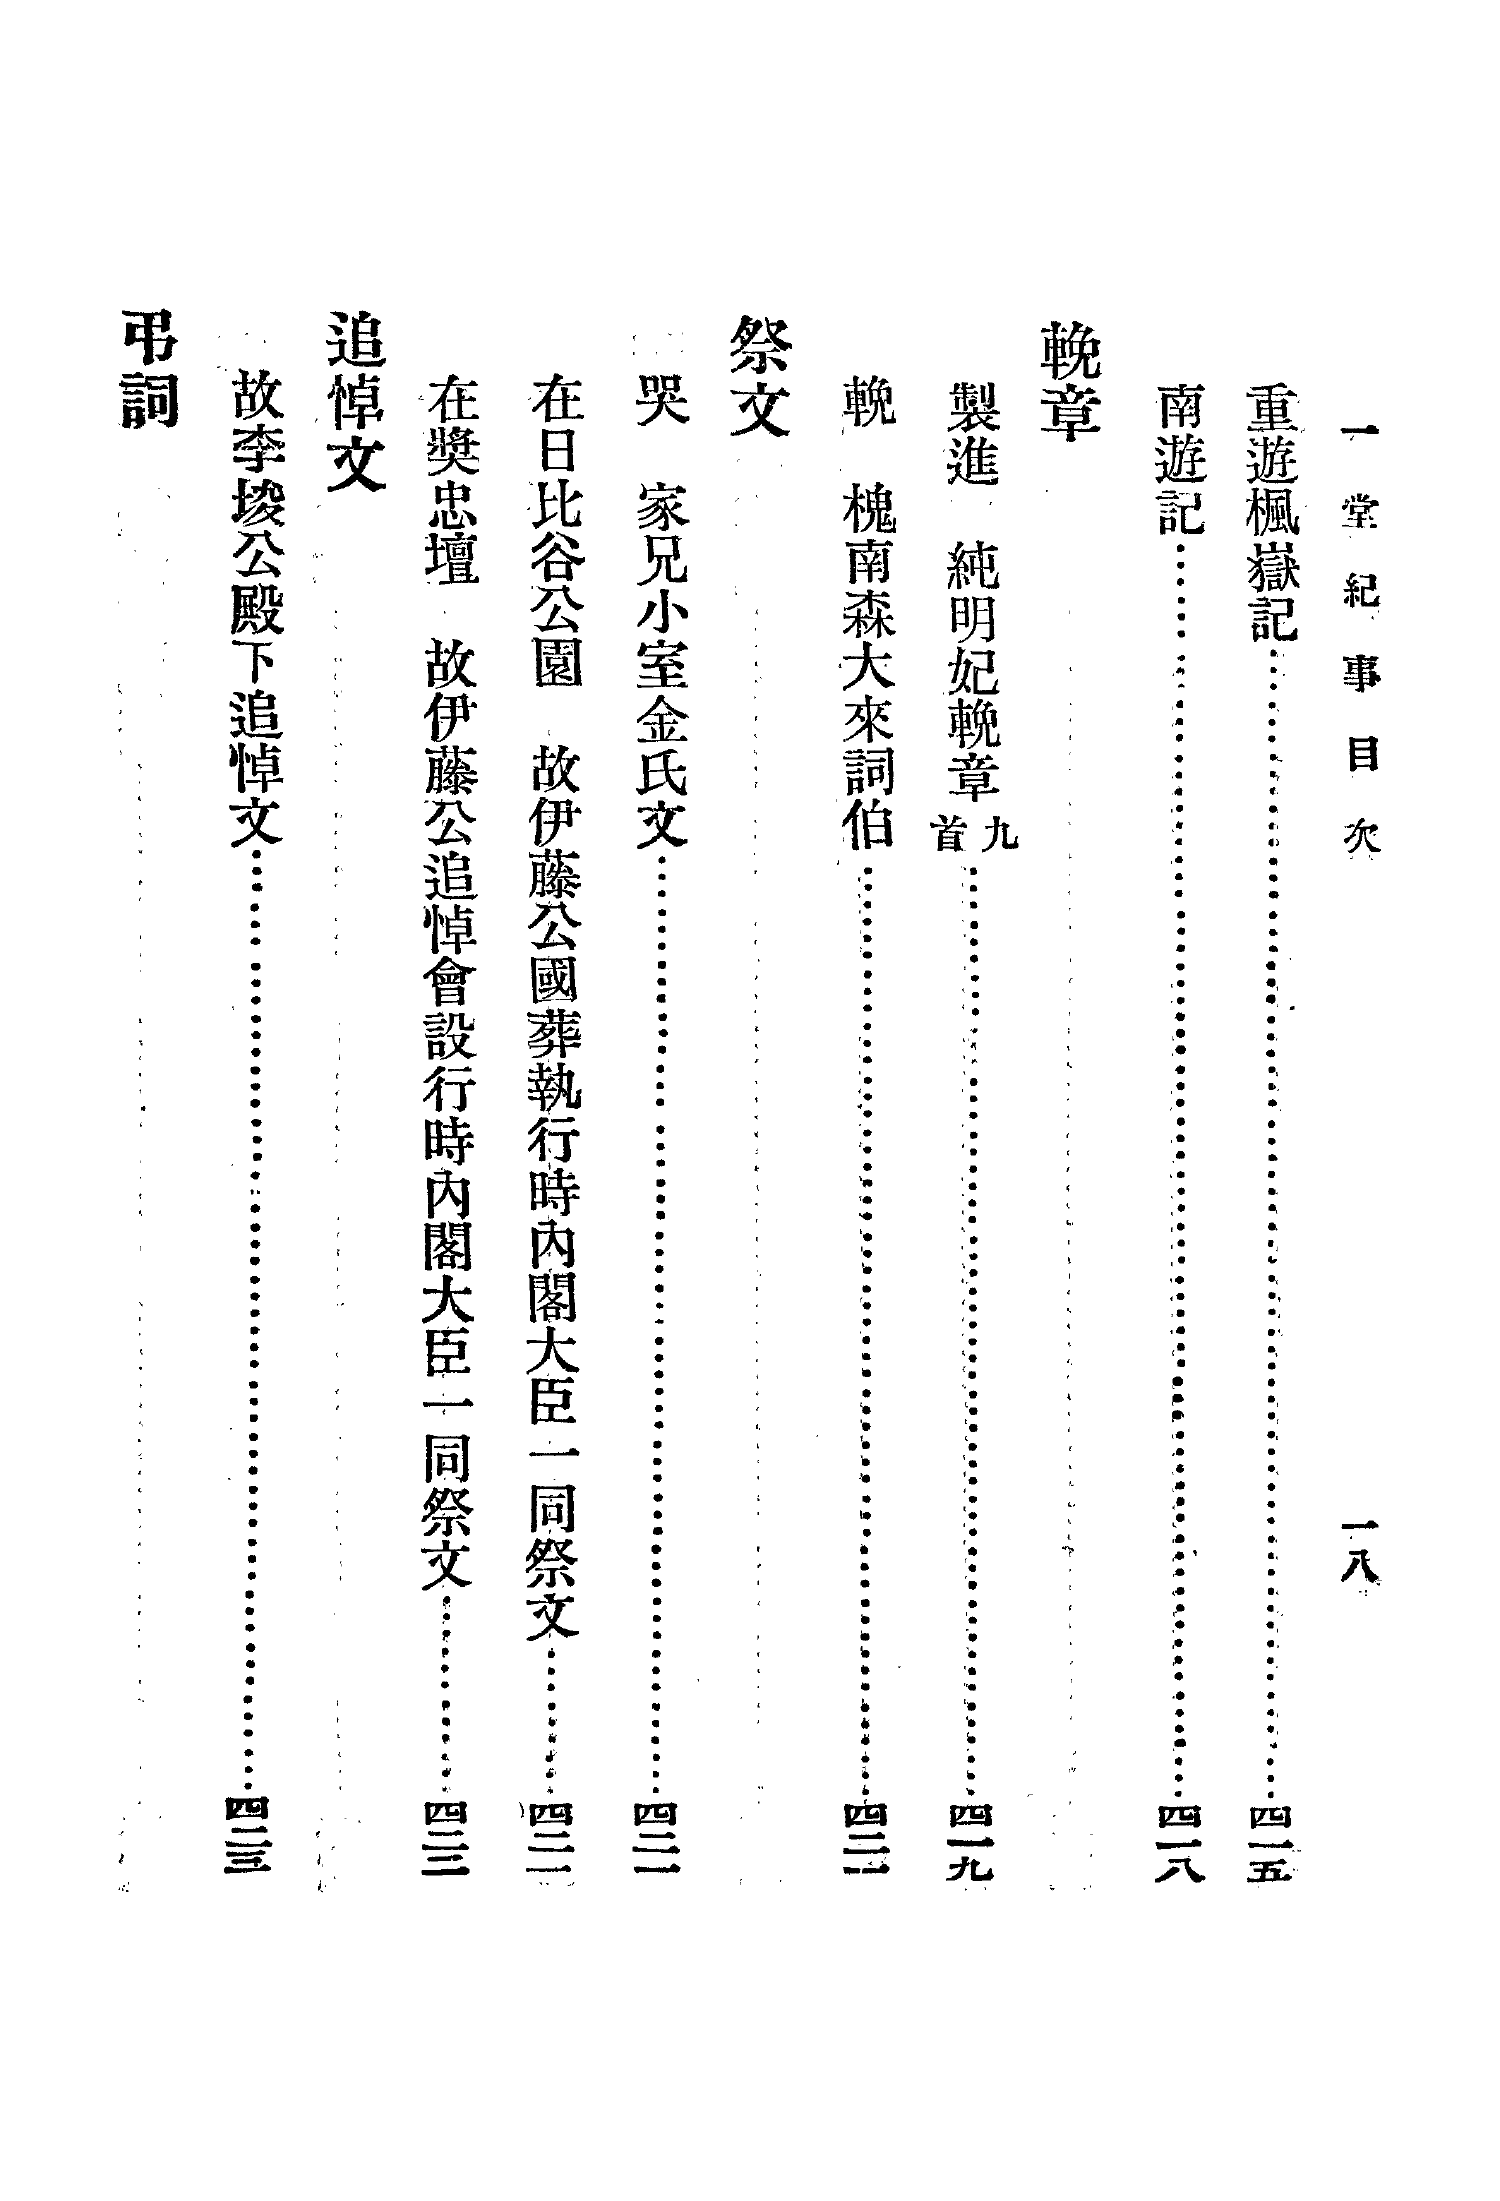 一堂紀事目次　一八
重遊楓嶽記……四一五
南遊記……四一八
輓章
製進　純明妃輓章九首……四一九
輓　槐南森大來詞伯……四二一
祭文
哭　家兄小室金氏文……四二一
在日比谷公園　故伊藤公國葬執行時內閣大臣一同祭文……四二一
在獎忠壇　故伊藤公追悼會設行時內閣大臣一同祭文……四二二
追悼文
故李埈公殿下追悼文……四二三
弔詞